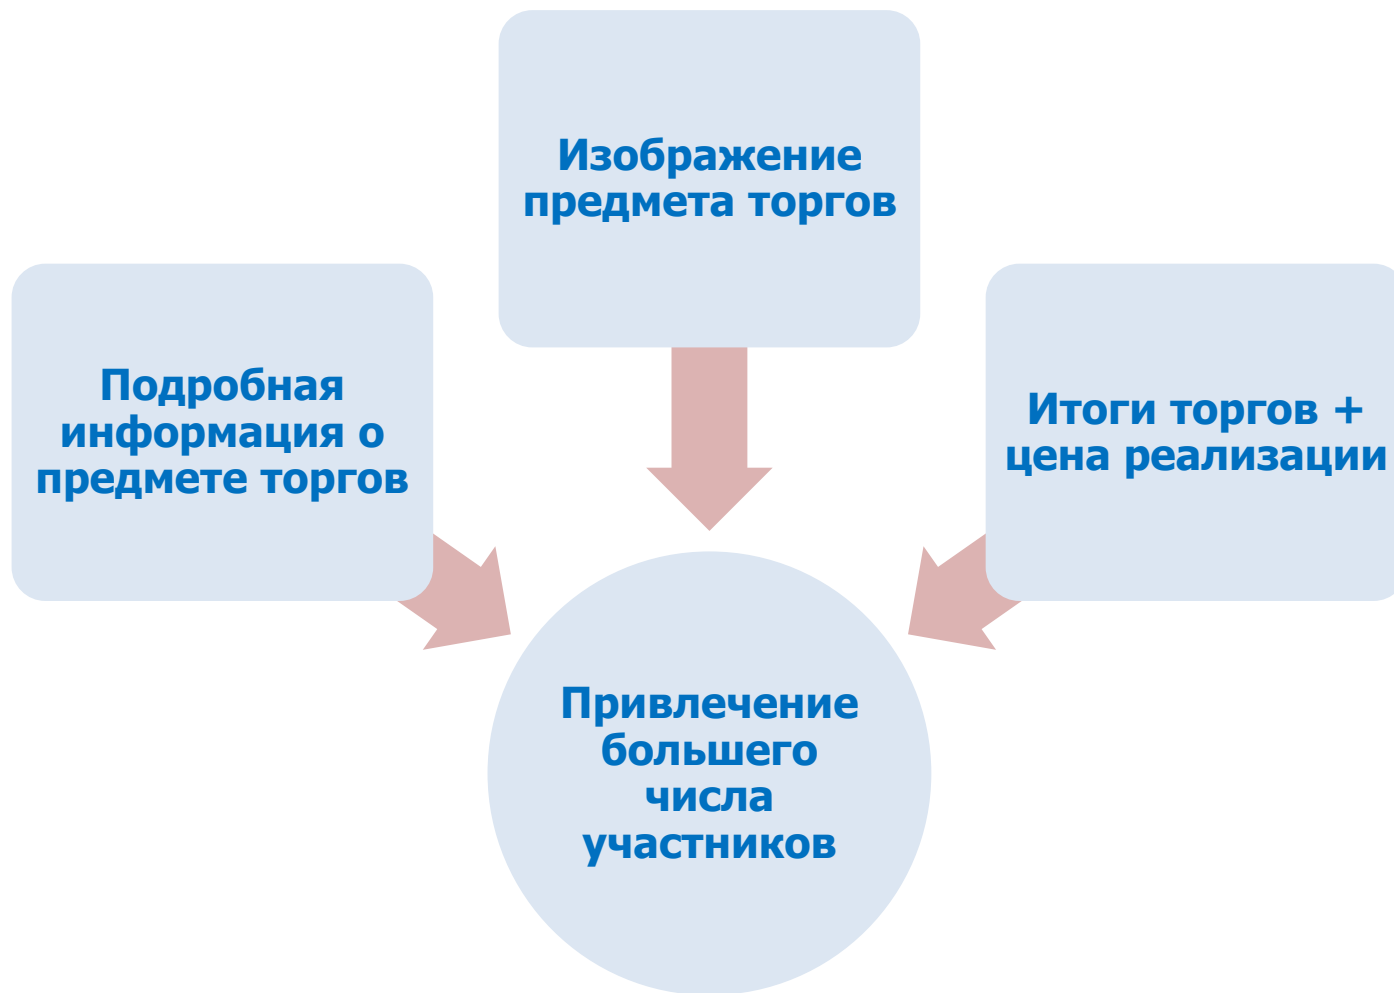 Изображение
предмета торгов
Подробная
информация о
предмете торгов
Итоги торгов +
цена реализации
Привлечение
большего
числа
участников